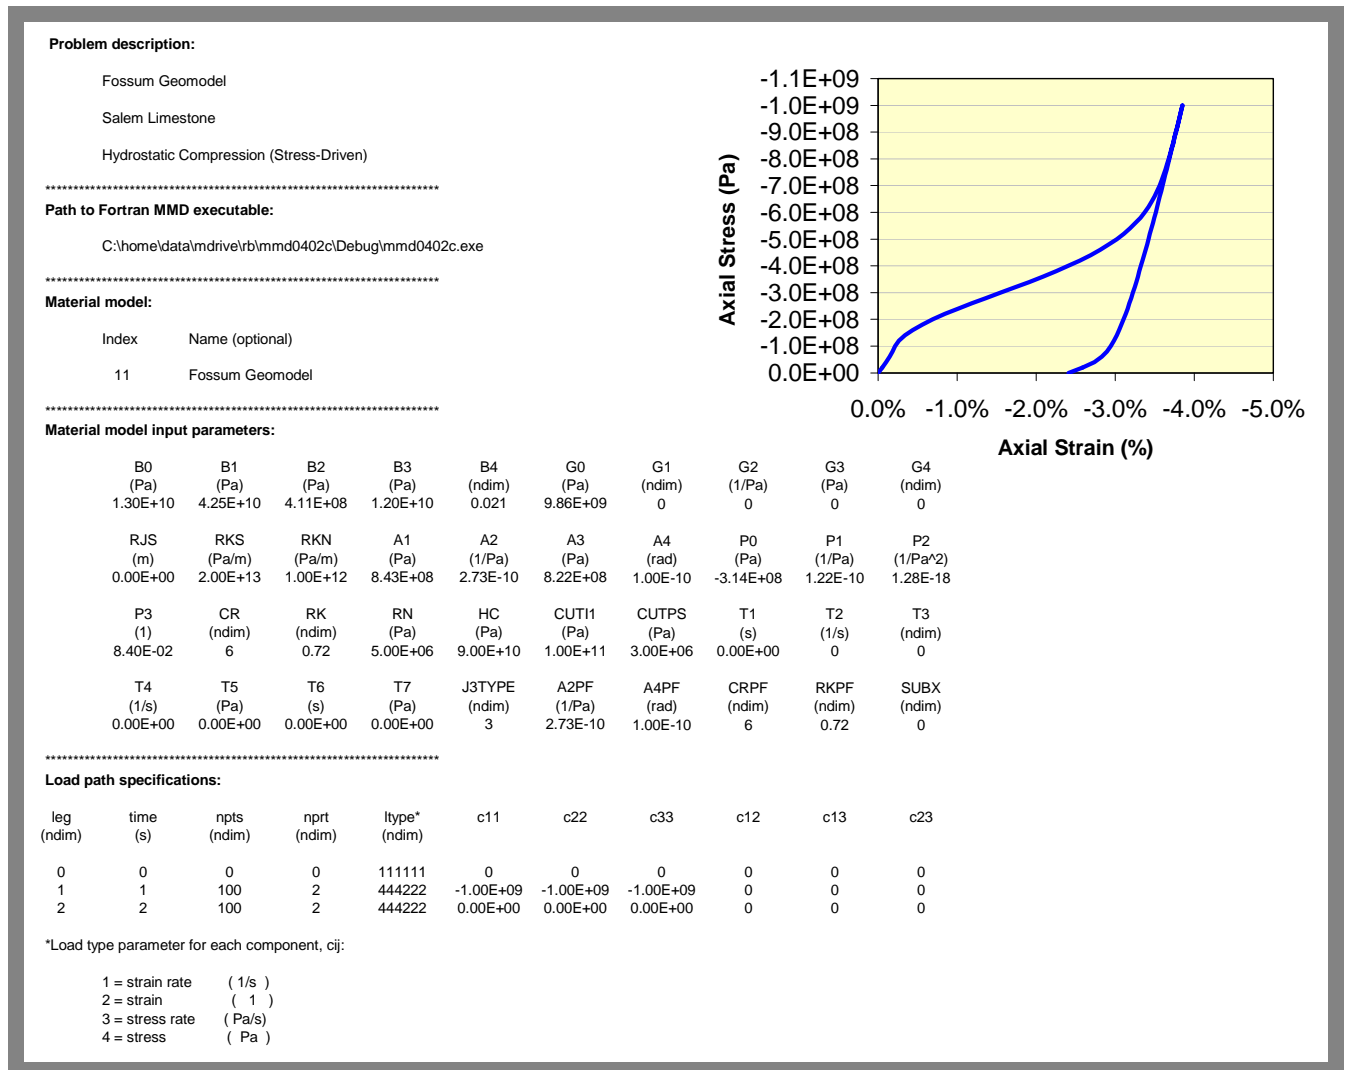 Problem description:
Fossum Geomodel
Salem Limestone
Hydrostatic Compression (Stress-Driven)
**********************************************************************
Path to Fortran MMD executable:
C:\home\data\mdrive\rb\mmd0402c\Debug\mmd0402c.exe
**********************************************************************
Material model:
Index Name (optional)
11 Fossum Geomodel
**********************************************************************
-1.1E+09
-1.0E+09
-9.0E+08
-8.0E+08
-7.0E+08
-6.0E+08
-5.0E+08
-4.0E+08
-3.0E+08
-2.0E+08
-1.0E+08
0.0E+00
Axial Stress (Pa)
0.0% -1.0% -2.0% -3.0% -4.0% -5.0%
Axial Strain (%)
Material model input parameters:
B0 B1 B2 B3 B4 G0 G1 G2 G3 G4
(Pa) (Pa) (Pa) (Pa) (ndim) (Pa) (ndim) (1/Pa) (Pa) (ndim)
1.30E+10 4.25E+10 4.11E+08 1.20E+10 0.021 9.86E+09 0 0 0 0
RJS RKS RKN A1 A2 A3 A4 P0 P1 P2
(m) (Pa/m) (Pa/m) (Pa) (1/Pa) (Pa) (rad) (Pa) (1/Pa) (1/Pa^2)
0.00E+00 2.00E+13 1.00E+12 8.43E+08 2.73E-10 8.22E+08 1.00E-10 -3.14E+08 1.22E-10 1.28E-18
P3 CR RK RN HC CUTI1 CUTPS T1 T2 T3
(1) (ndim) (ndim) (Pa) (Pa) (Pa) (Pa) (s) (1/s) (ndim)
8.40E-02 6 0.72 5.00E+06 9.00E+10 1.00E+11 3.00E+06 0.00E+00 0 0
T4 T5 T6 T7 J3TYPE A2PF A4PF CRPF RKPF SUBX
(1/s) (Pa) (s) (Pa) (ndim) (1/Pa) (rad) (ndim) (ndim) (ndim)
0.00E+00 0.00E+00 0.00E+00 0.00E+00 3 2.73E-10 1.00E-10 6 0.72 0
**********************************************************************
Load path specifications:
leg time npts nprt ltype* c11 c22 c33 c12 c13 c23
(ndim) (s) (ndim) (ndim) (ndim)
0 0 0 0 111111 0 0 0 0 0 0
1 1 100 2 444222 -1.00E+09 -1.00E+09 -1.00E+09 0 0 0
2 2 100 2 444222 0.00E+00 0.00E+00 0.00E+00 0 0 0
*Load type parameter for each component, cij:
1 = strain rate ( 1/s )
2 = strain ( 1 )
3 = stress rate ( Pa/s)
4 = stress ( Pa )